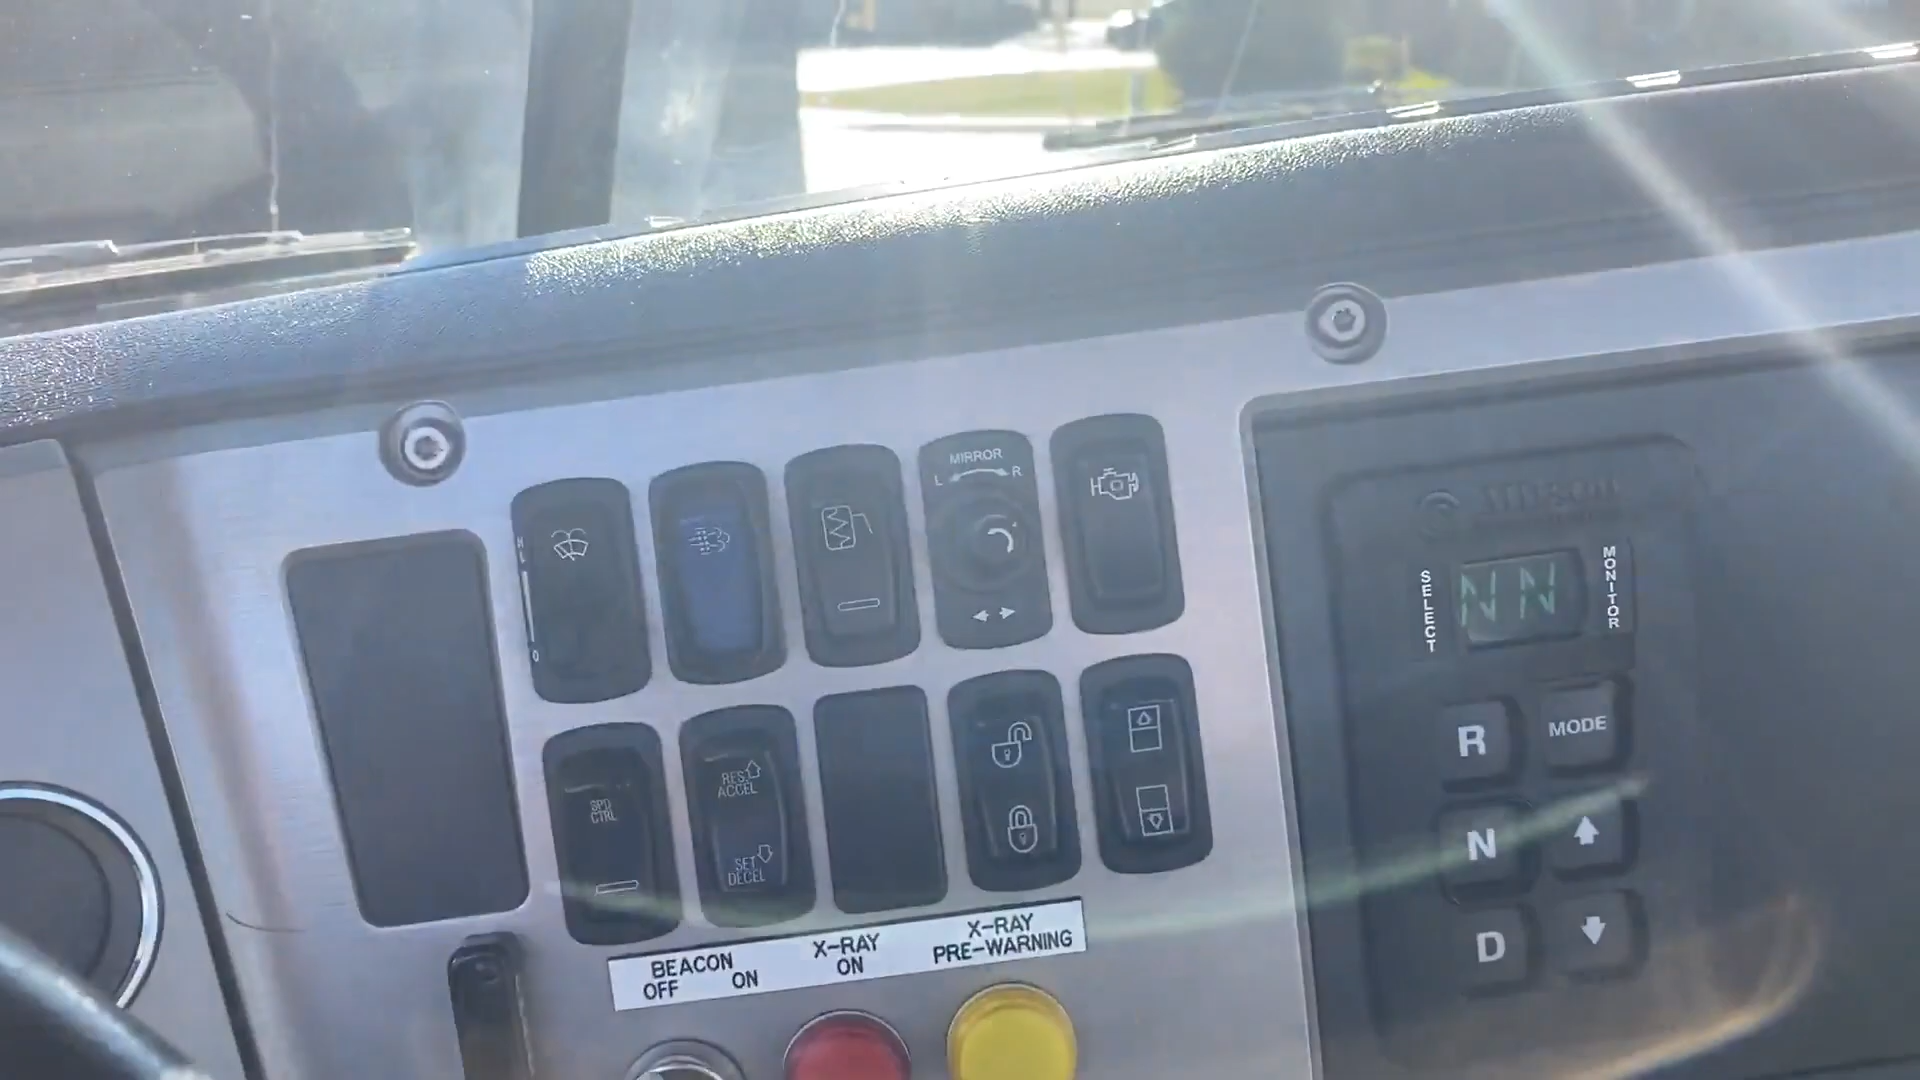 MIRROR
L R
H
L
O
SPD
CTRL
RES.
ACCEL
SET
DECEL
BEACON
OFF ON
X-RAY
ON
X-RAY
PRE-WARNING
Allison
SELECT
NN
MONITOR
R
MODE
N
D